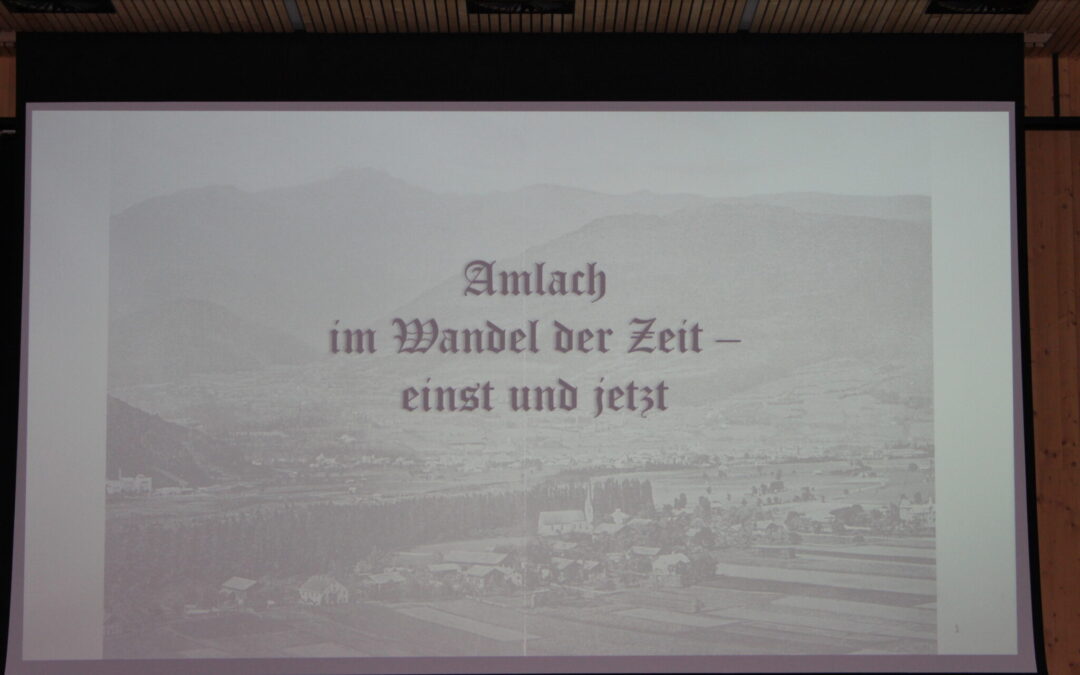 Amlach
im Wandel der Zeit –
einst und jetzt